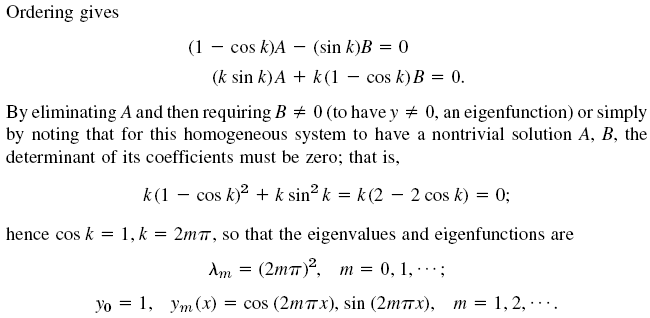 Ordering gives
(1 − cos k)A − (sin k)B = 0
(k sin k)A + k(1 − cos k)B = 0.
By eliminating A and then requiring B ≠ 0 (to have y ≠ 0, an eigenfunction) or simply
by noting that for this homogeneous system to have a nontrivial solution A, B, the
determinant of its coefficients must be zero; that is,
k(1 − cos k)² + k sin² k = k(2 − 2 cos k) = 0;
hence cos k = 1, k = 2mπ, so that the eigenvalues and eigenfunctions are
λₘ = (2mπ)², m = 0, 1, ⋯;
y₀ = 1, yₘ(x) = cos (2mπx), sin (2mπx), m = 1, 2, ⋯.